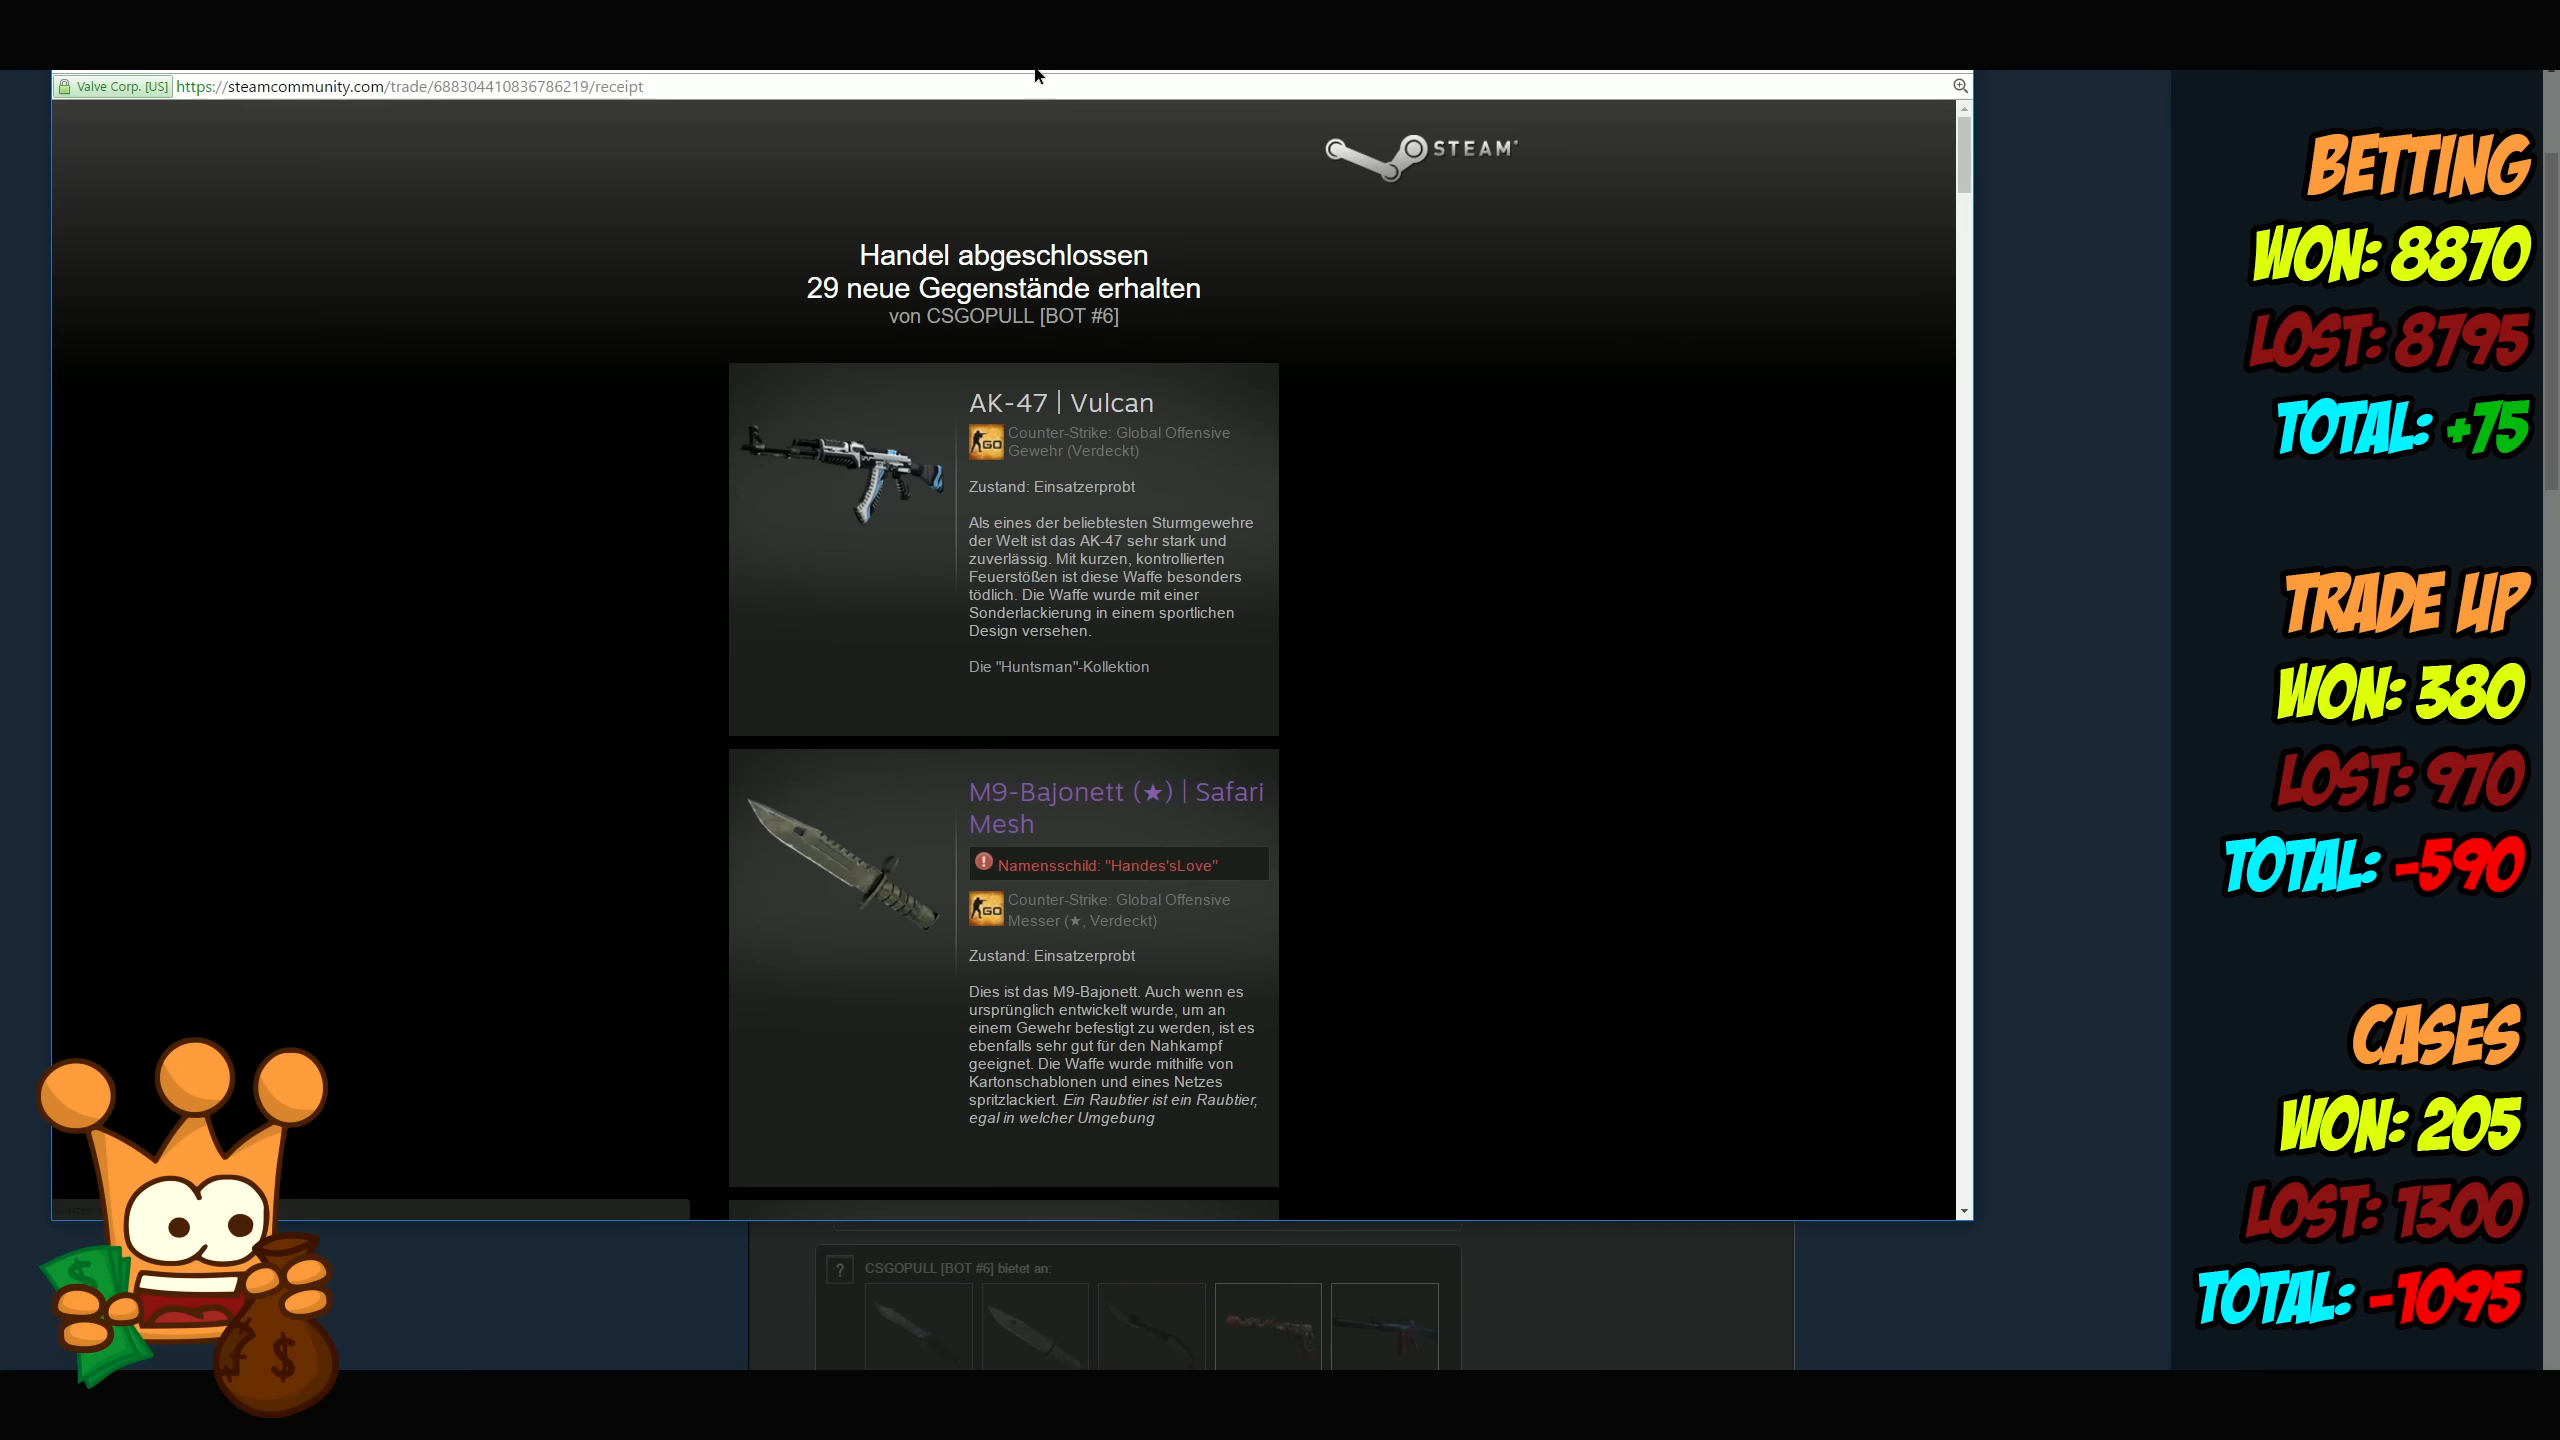 Valve Corp. [US] https://steamcommunity.com/trade/688304410836786219/receipt
STEAM
Handel abgeschlossen
29 neue Gegenstände erhalten
von CSGOPULL [BOT #6]
AK-47 | Vulcan
GO
Counter-Strike: Global Offensive
Gewehr (Verdeckt)
Zustand: Einsatzerprobt
Als eines der beliebtesten Sturmgewehre
der Welt ist das AK-47 sehr stark und
zuverlässig. Mit kurzen, kontrollierten
Feuerstößen ist diese Waffe besonders
tödlich. Die Waffe wurde mit einer
Sonderlackierung in einem sportlichen
Design versehen.
Die "Huntsman"-Kollektion
M9-Bajonett (★) | Safari
Mesh
Namensschild: "Handes'sLove"
GO
Counter-Strike: Global Offensive
Messer (★, Verdeckt)
Zustand: Einsatzerprobt
Dies ist das M9-Bajonett. Auch wenn es
ursprünglich entwickelt wurde, um an
einem Gewehr befestigt zu werden, ist es
ebenfalls sehr gut für den Nahkampf
geeignet. Die Waffe wurde mithilfe von
Kartonschablonen und eines Netzes
spritzlackiert. Ein Raubtier ist ein Raubtier,
egal in welcher Umgebung
? CSGOPULL [BOT #6] bietet an:
$
$
BETTING
WON: 8870
LOST: 8795
TOTAL: +75
TRADE UP
WON: 380
LOST: 970
TOTAL: -590
CASES
WON: 205
LOST: 1300
TOTAL: -1095